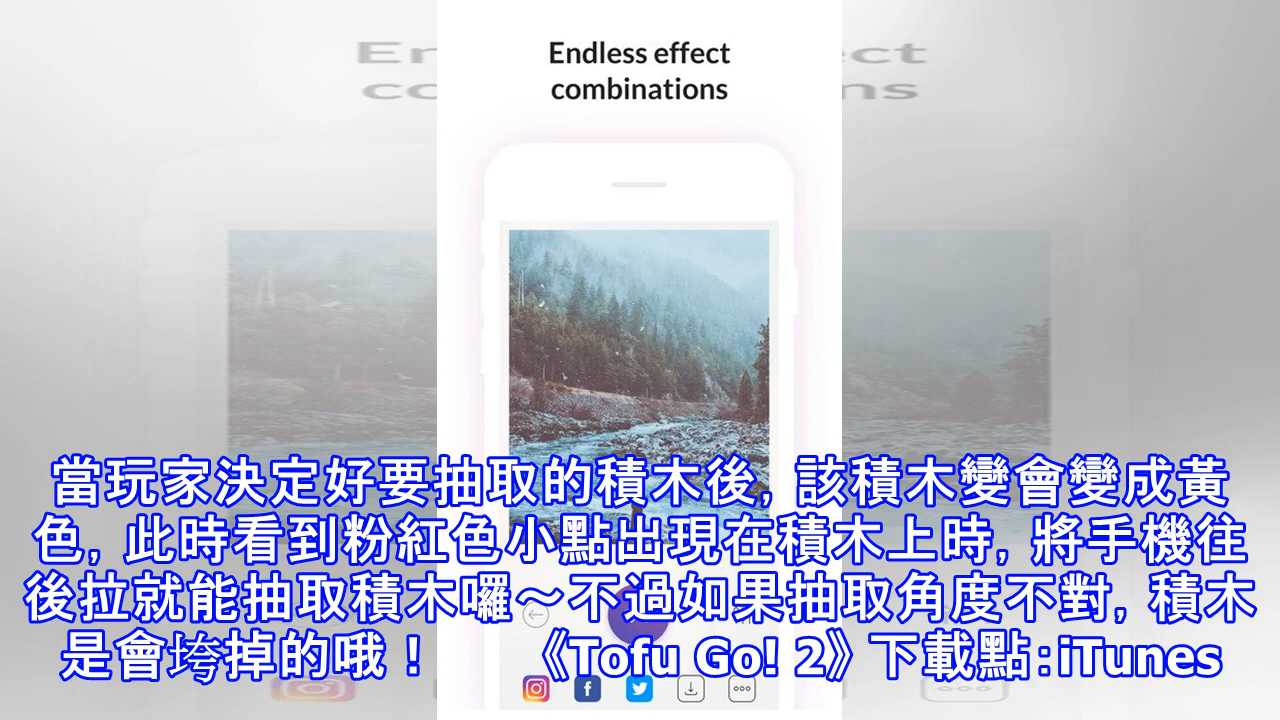 Endless effect
combinations
當玩家決定好要抽取的積木後, 該積木變會變成黃
色, 此時看到粉紅色小點出現在積木上時, 將手機往
後拉就能抽取積木囉～不過如果抽取角度不對, 積木
是會垮掉的哦！ 《Tofu Go! 2》下載點:iTunes